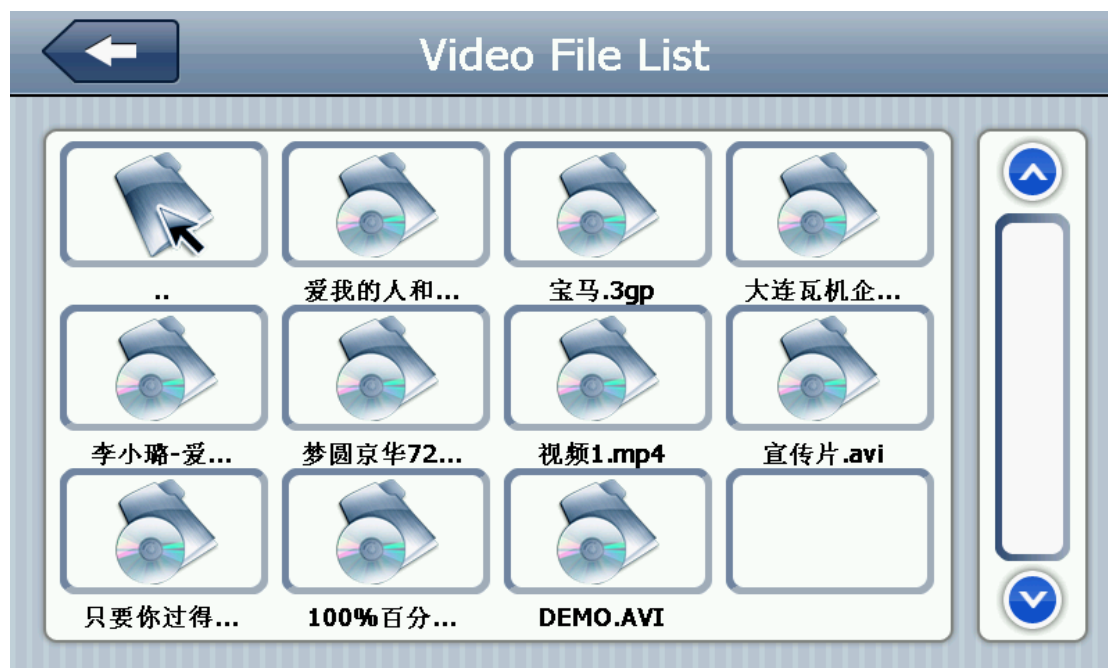 Video File List
..
爱我的人和...
宝马.3gp
大连瓦机企...
李小璐-爱...
梦圆京华72...
视频1.mp4
宣传片.avi
只要你过得...
100%百分...
DEMO.AVI